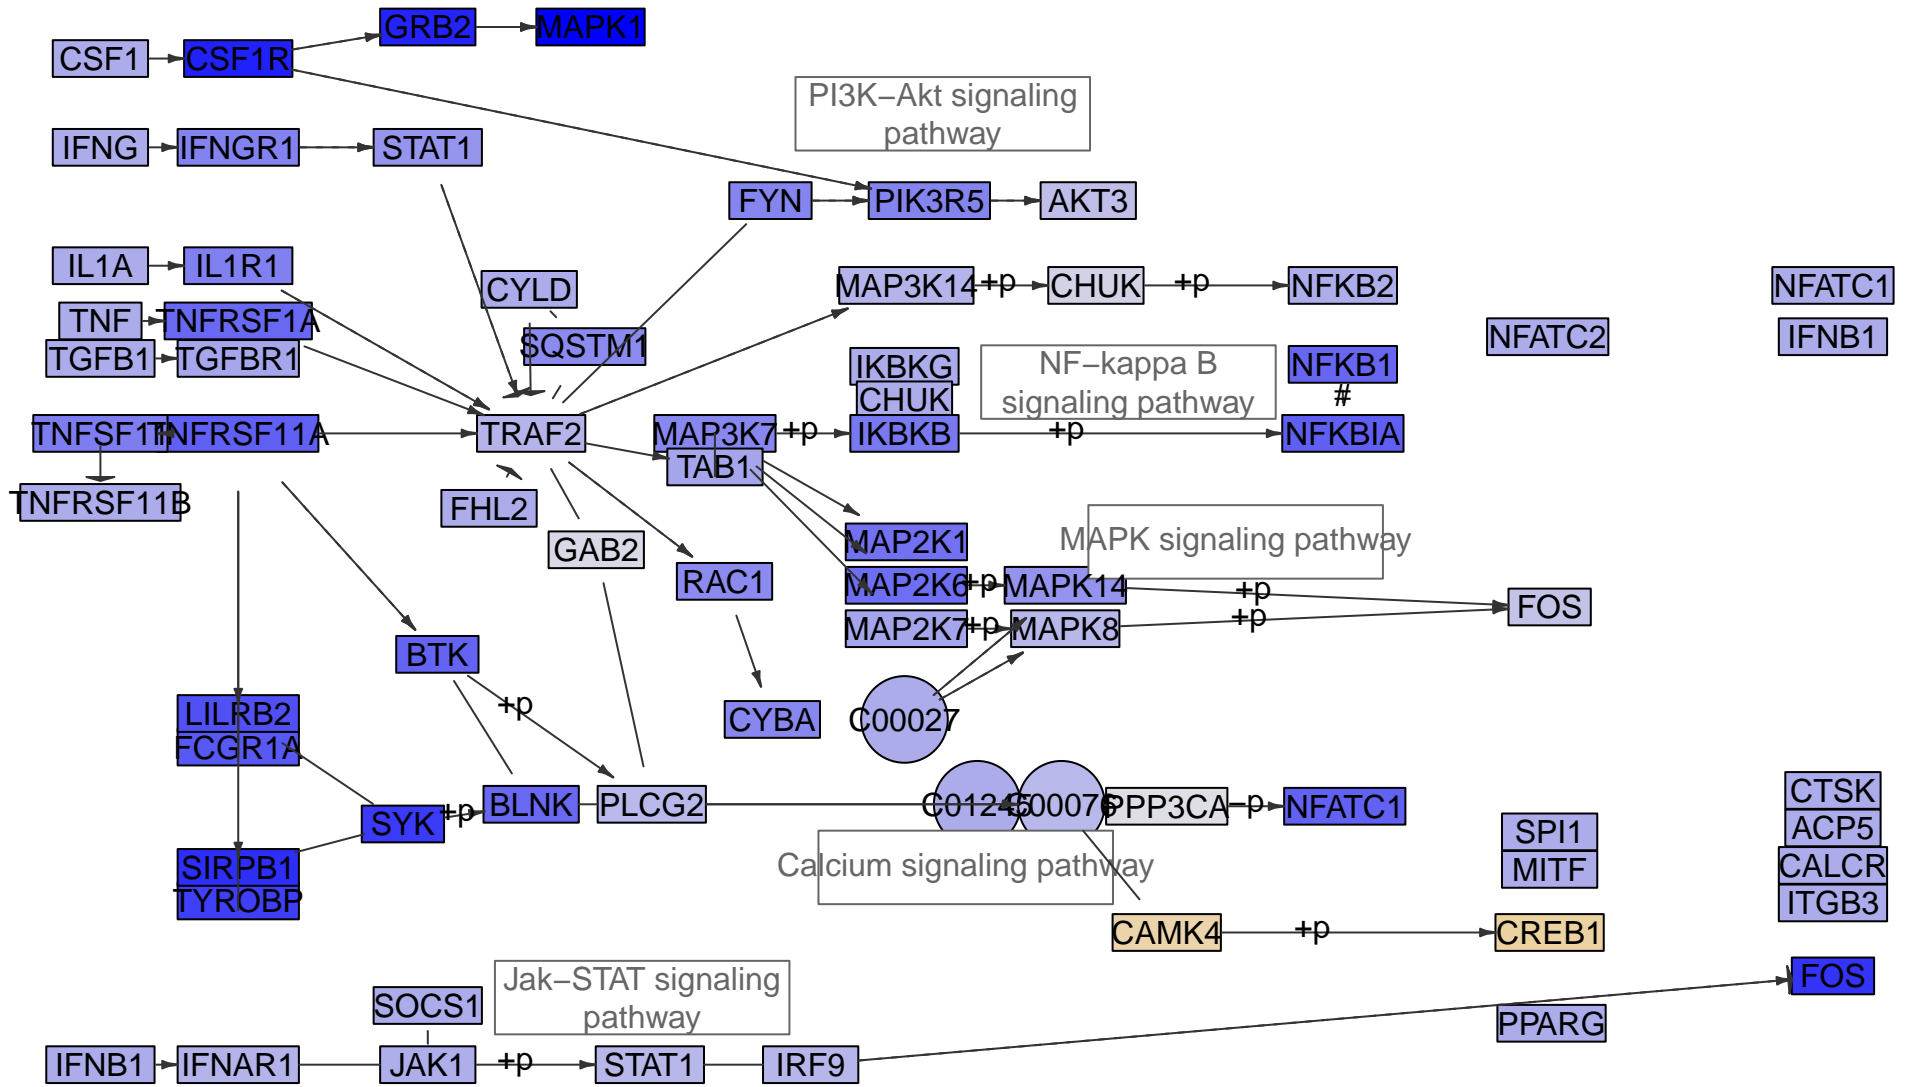 GRB2
MAPK1
CSF1
CSF1R
PI3K−Akt signaling
pathway
IFNG
IFNGR1
STAT1
FYN
PIK3R5
AKT3
IL1A
IL1R1
CYLD
MAP3K14
+p
CHUK
+p
NFKB2
NFATC1
TNF
TNFRSF1A
SQSTM1
NFATC2
IFNB1
TGFB1
TGFBR1
IKBKG
CHUK
NF−kappa B
signaling pathway
NFKB1
#
TNFSF11
TNFRSF11A
TRAF2
MAP3K7
+p
IKBKB
+p
NFKBIA
TAB1
TNFRSF11B
FHL2
GAB2
MAP2K1
MAPK signaling pathway
RAC1
MAP2K6
+p
MAPK14
+p
FOS
MAP2K7
+p
MAPK8
+p
BTK
+p
LILRB2
FCGR1A
CYBA
C00027
SYK
+p
BLNK
PLCG2
C01245
C00076
PPP3CA
−p
NFATC1
CTSK
SPI1
ACP5
SIRPB1
TYROBP
Calcium signaling pathway
MITF
CALCR
ITGB3
CAMK4
+p
CREB1
Jak−STAT signaling
pathway
FOS
SOCS1
PPARG
IFNB1
IFNAR1
JAK1
+p
STAT1
IRF9